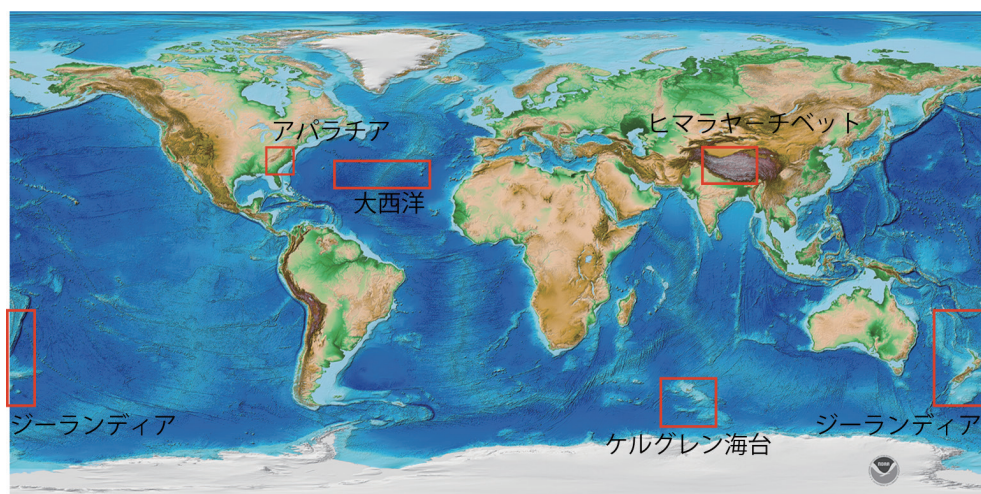 アパラチア
ヒマラヤーチベット
大西洋
ジーランディア
ジーランディア
ケルグレン海台